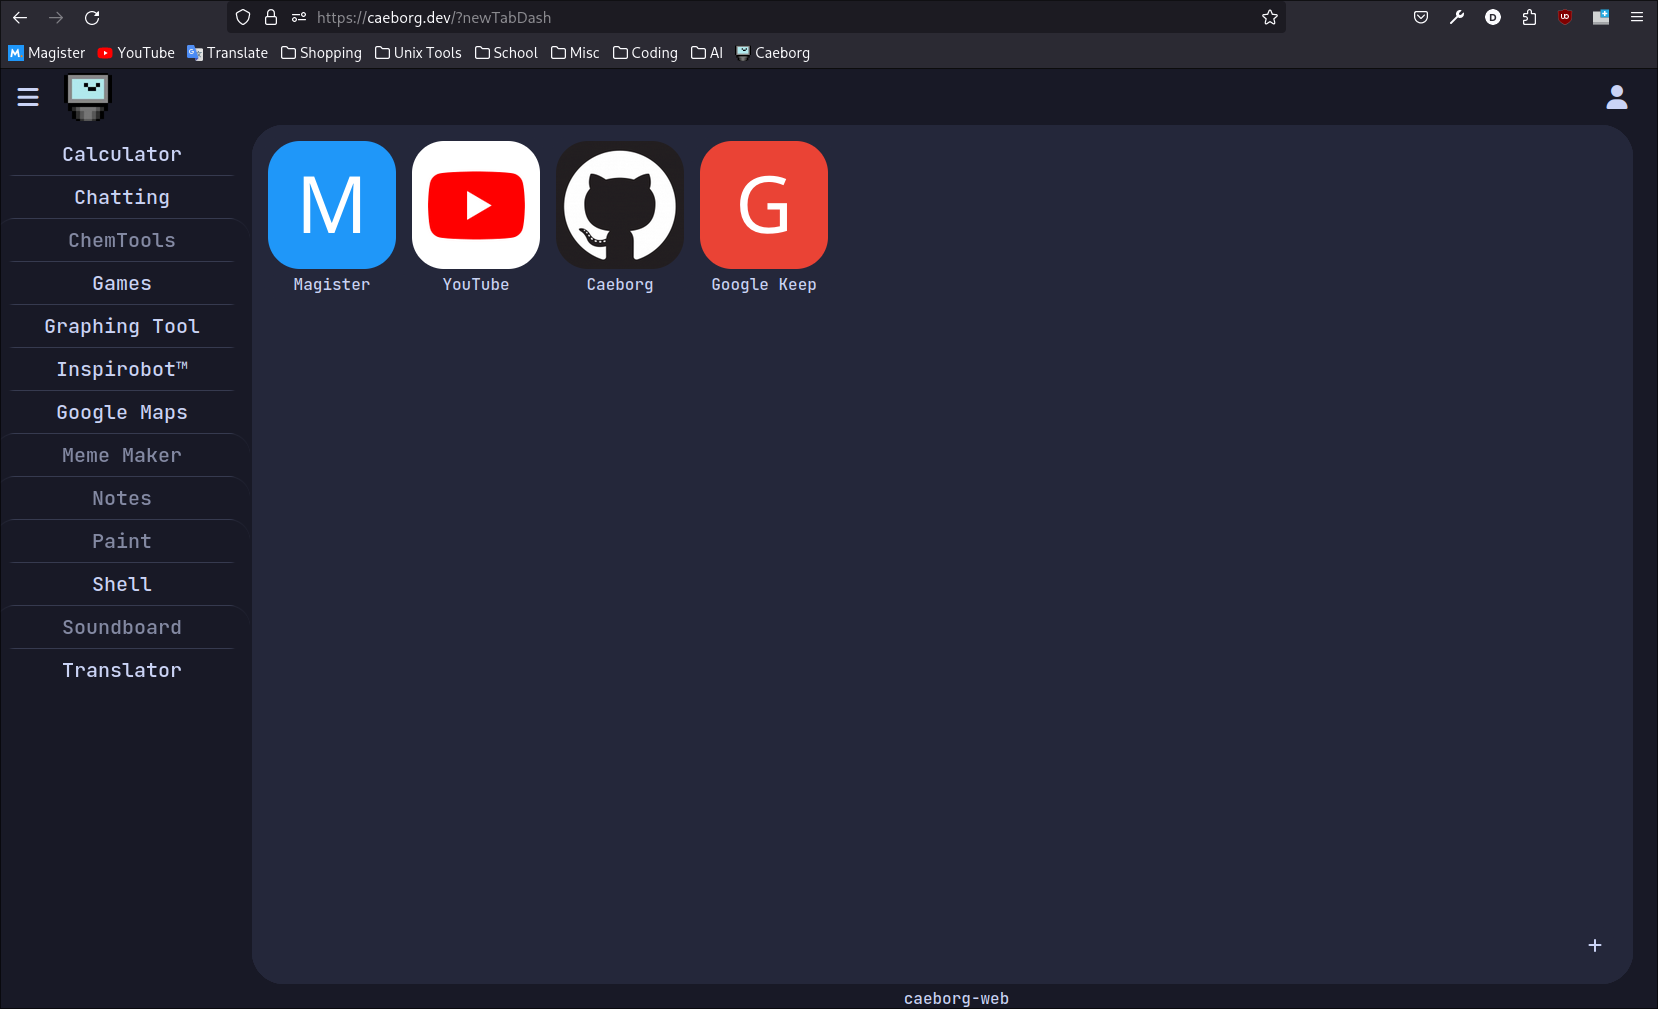 https://caeborg.dev/?newTabDash
Magister YouTube Translate Shopping Unix Tools School Misc Coding AI Caeborg
Calculator
Chatting
ChemTools
Games
Graphing Tool
Inspirobot™
Google Maps
Meme Maker
Notes
Paint
Shell
Soundboard
Translator
M G
Magister YouTube Caeborg Google Keep
+
caeborg-web